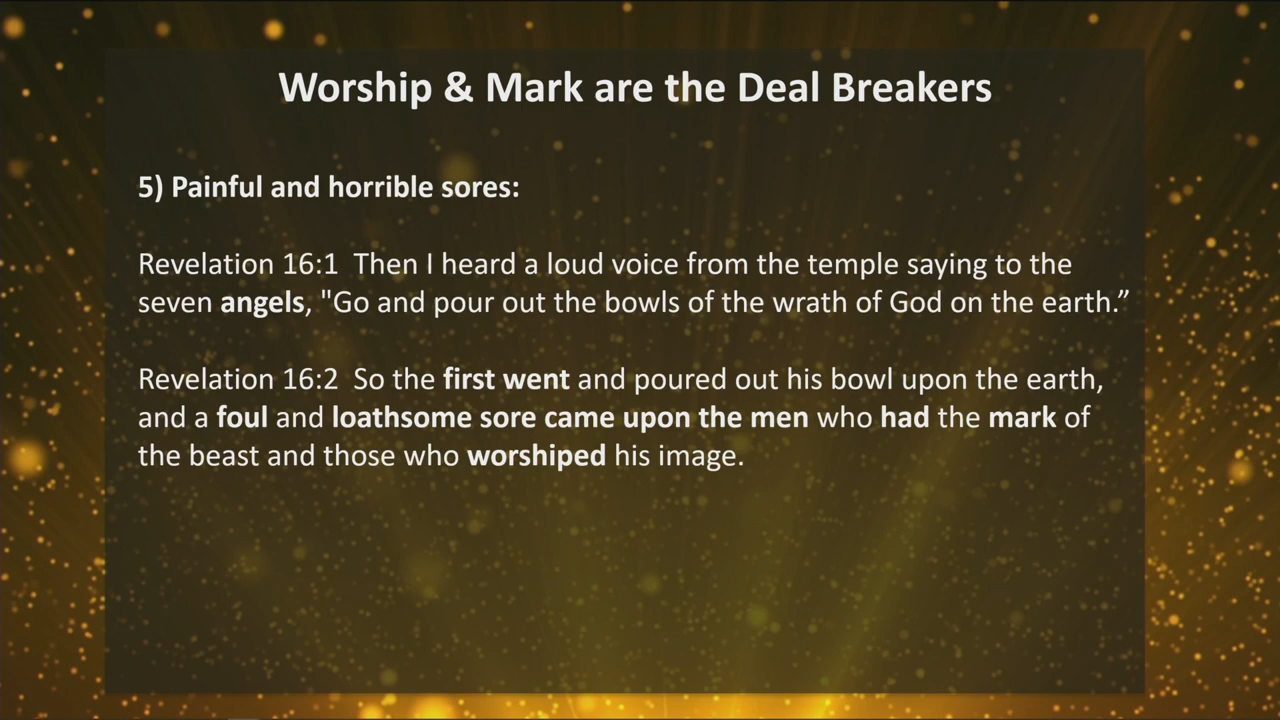 Worship & Mark are the Deal Breakers
5) Painful and horrible sores:
Revelation 16:1  Then I heard a loud voice from the temple saying to the
seven angels, "Go and pour out the bowls of the wrath of God on the earth.”
Revelation 16:2  So the first went and poured out his bowl upon the earth,
and a foul and loathsome sore came upon the men who had the mark of
the beast and those who worshiped his image.